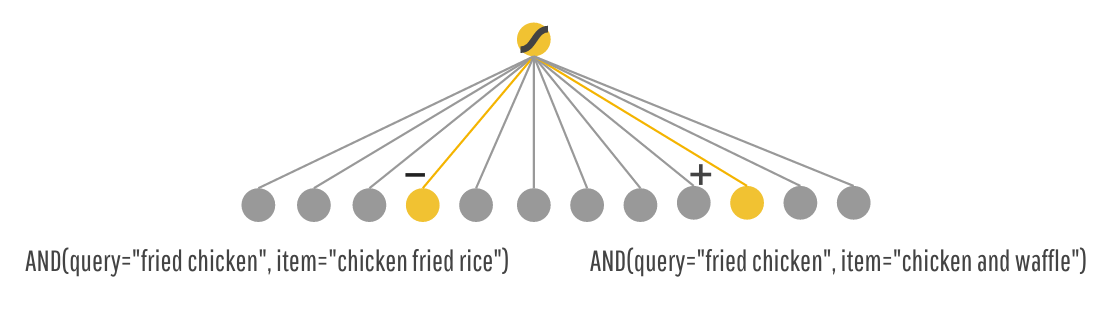 − +
AND(query="fried chicken", item="chicken fried rice") AND(query="fried chicken", item="chicken and waffle")